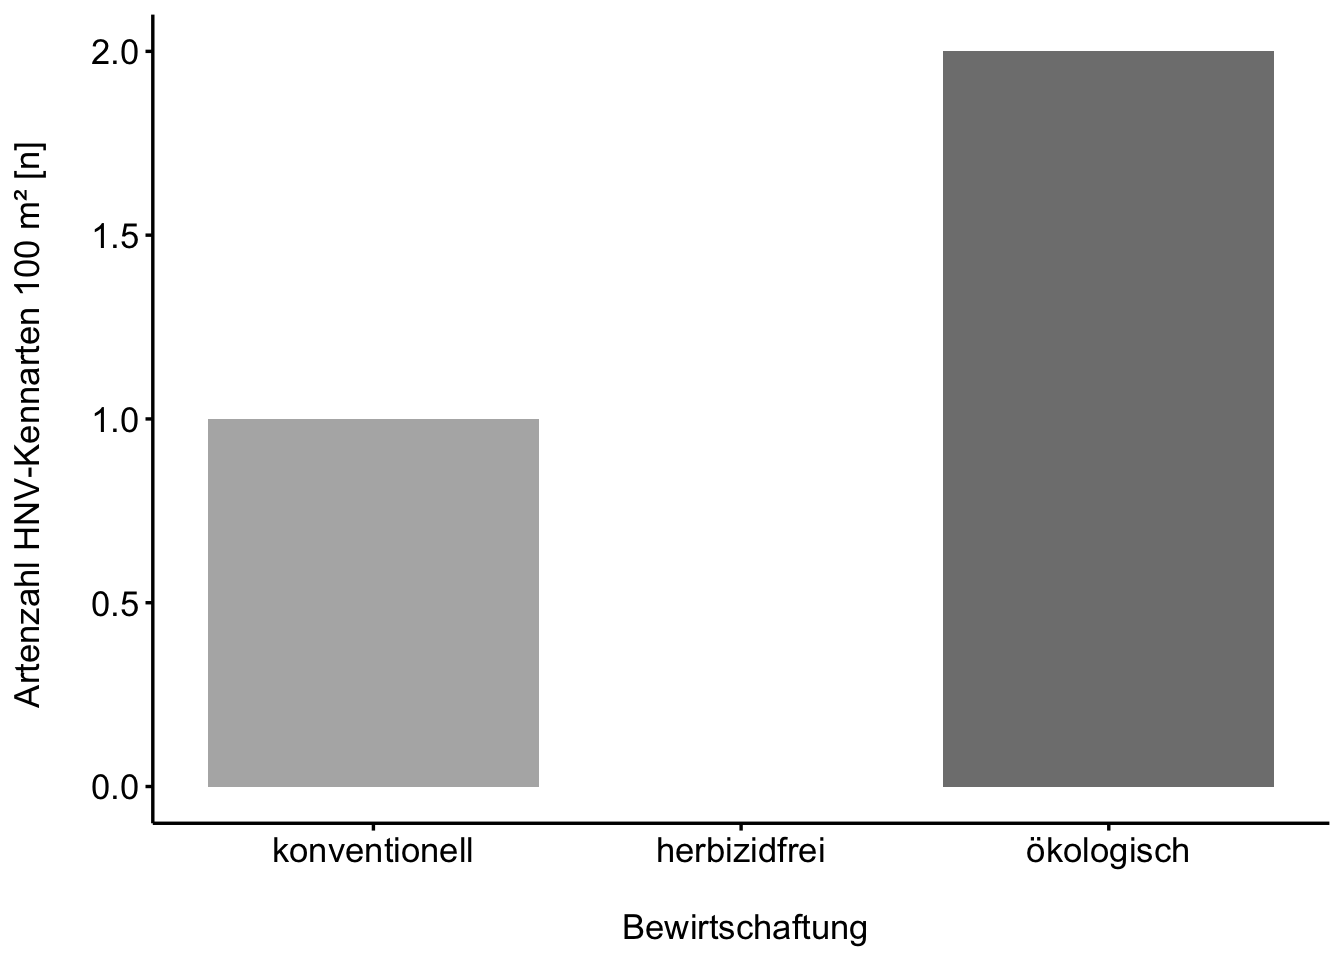 Artenzahl HNV-Kennarten 100 m² [n]
2.0
1.5
1.0
0.5
0.0
konventionell herbizidfrei ökologisch
Bewirtschaftung